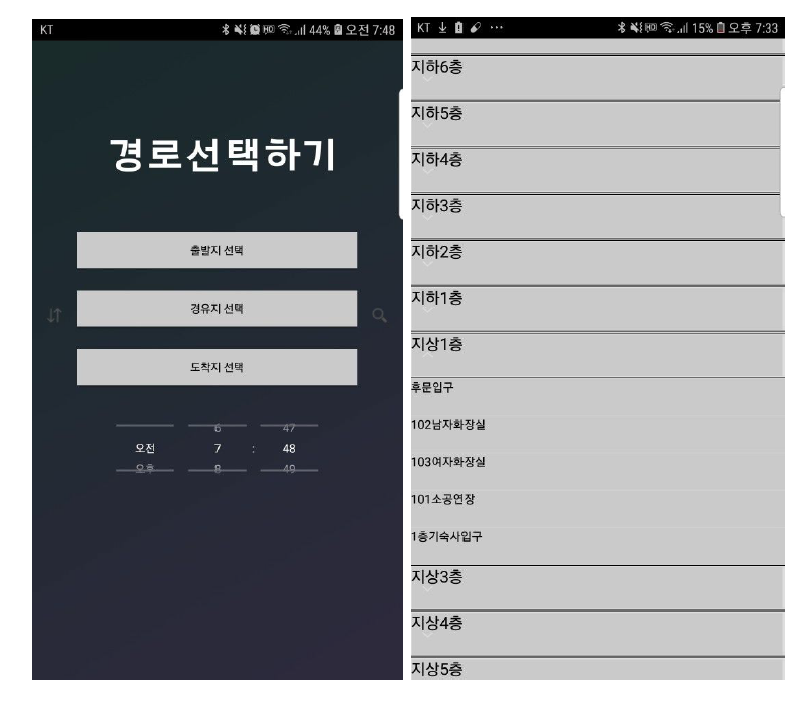 KT
44%
오전 7:48
경로선택하기
출발지 선택
경유지 선택
도착지 선택
6 47
오전 7 : 48
오후 8 49
KT
15%
오후 7:33
지하6층
지하5층
지하4층
지하3층
지하2층
지하1층
지상1층
후문입구
102남자화장실
103여자화장실
101소공연장
1층기숙사입구
지상3층
지상4층
지상5층